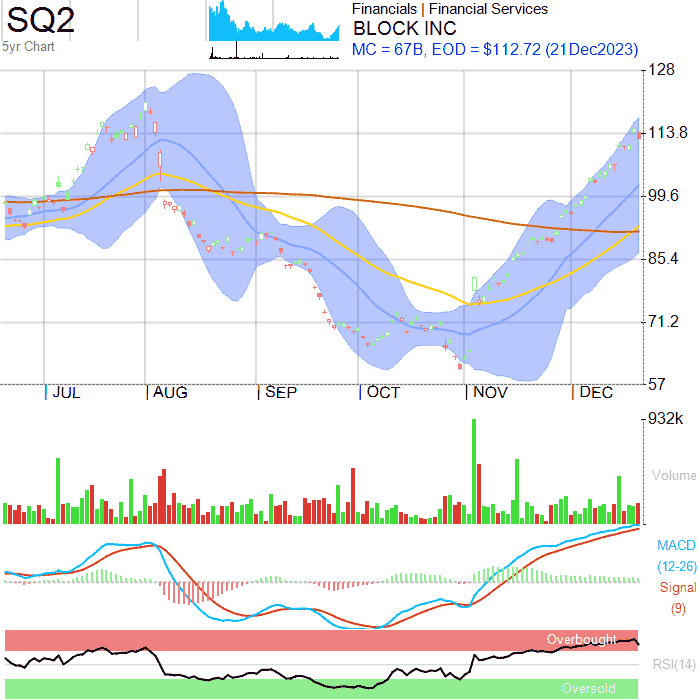 SQ2
5yr Chart
Financials | Financial Services
BLOCK INC
MC = 67B, EOD = $112.72 (21Dec2023)
128
113.8
99.6
85.4
71.2
57
JUL
AUG
SEP
OCT
NOV
DEC
932k
Volume
MACD
(12-26)
Signal
(9)
Overbought
RSI(14)
Oversold